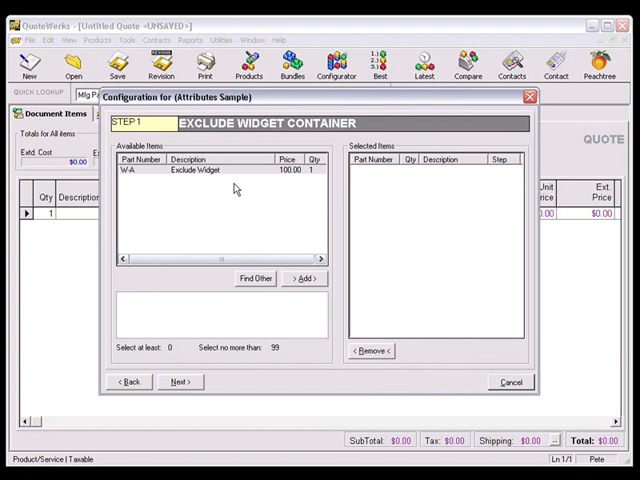 QuoteWerks - [Untitled Quote <UNSAVED>]
File Edit View Products Tools Contacts Reports Utilities Window Help
New Open Save Revision Print Products Bundles Configurator Best Latest Compare Contacts Contact Peachtree
QUICK LOOKUP Mfg Pa
Configuration for (Attributes Sample)
Document Items
Totals for All items
Extd. Cost
$0.00
QUOTE
STEP 1 EXCLUDE WIDGET CONTAINER
Available Items
Part Number Description Price Qty
W-A Exclude Widget 100.00 1
Selected Items
Part Number Qty Description Step
Qty Description
1
Unit Price Ext. Price
0.00 $0.00
Find Other > Add >
Select at least: 0 Select no more than: 99
< Remove <
< Back Next > Cancel
SubTotal: $0.00 Tax: $0.00 Shipping: $0.00 ... Total: $0.00
Product/Service | Taxable Ln 1/1 Pete